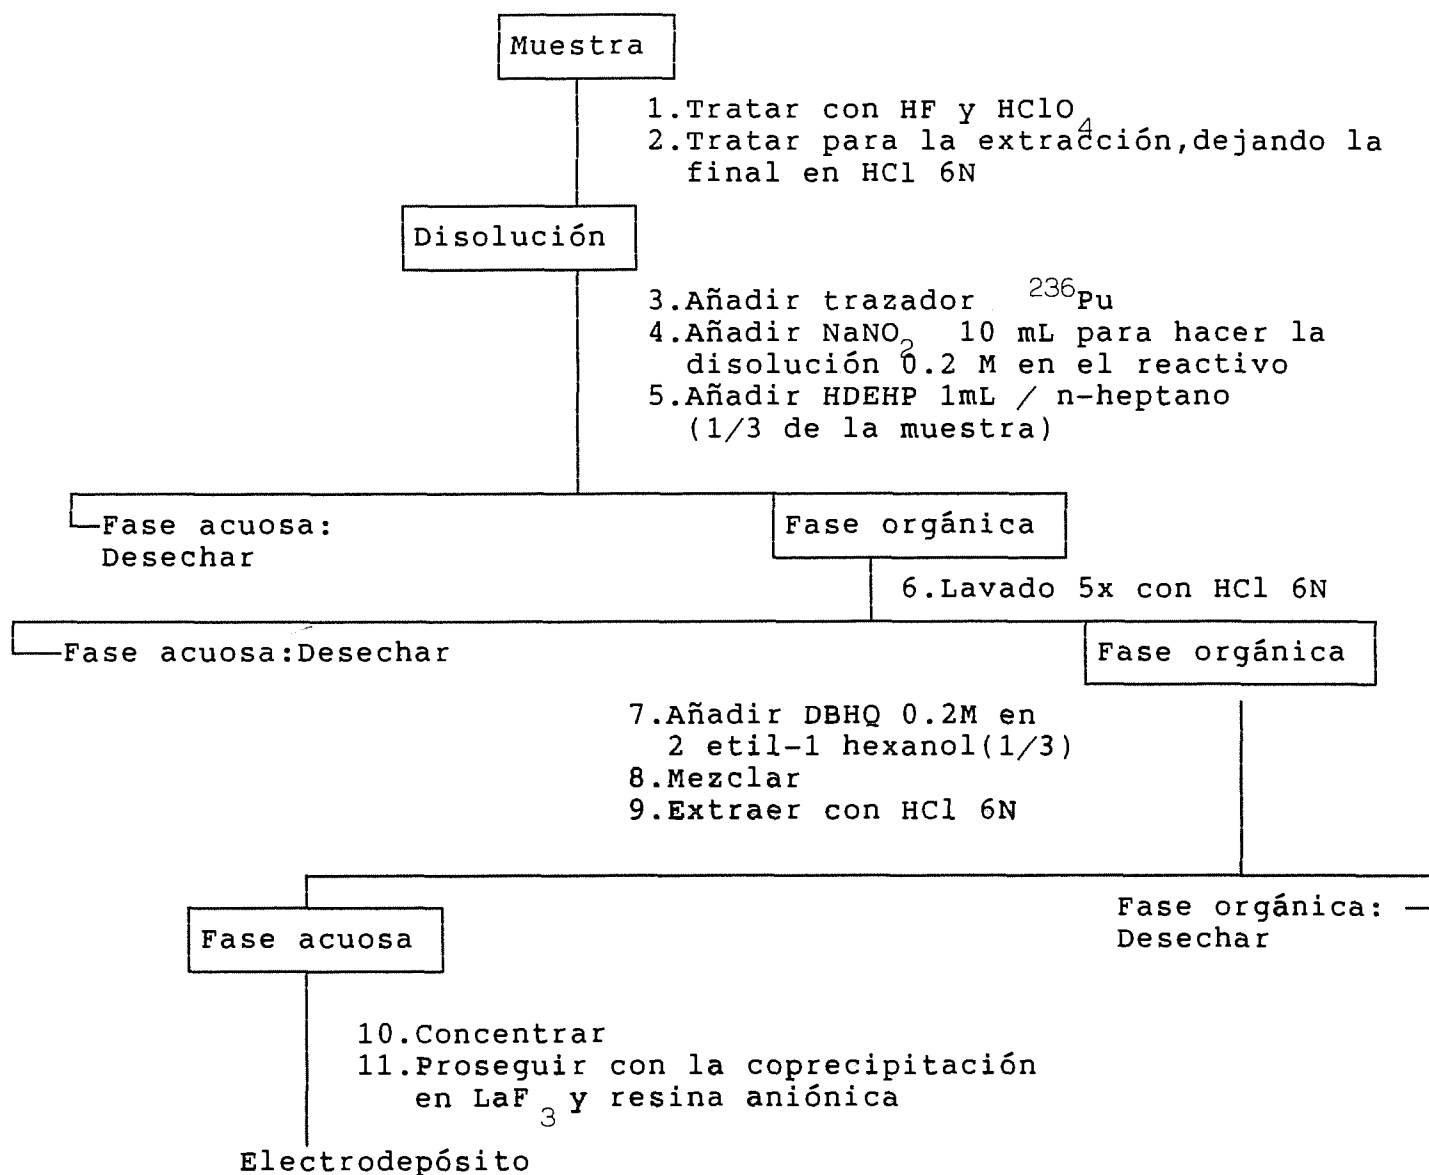 Muestra
1.Tratar con HF y HClO₄
2.Tratar para la extracción,dejando la
final en HCl 6N
Disolución
3.Añadir trazador ²³⁶Pu
4.Añadir NaNO₂ 10 mL para hacer la
disolución 0.2 M en el reactivo
5.Añadir HDEHP 1mL / n-heptano
(1/3 de la muestra)
Fase acuosa:
Desechar
Fase orgánica
6.Lavado 5x con HCl 6N
Fase acuosa:Desechar
Fase orgánica
7.Añadir DBHQ 0.2M en
2 etil-1 hexanol(1/3)
8.Mezclar
9.Extraer con HCl 6N
Fase acuosa
Fase orgánica:
Desechar
10.Concentrar
11.Proseguir con la coprecipitación
en LaF₃ y resina aniónica
Electrodepósito